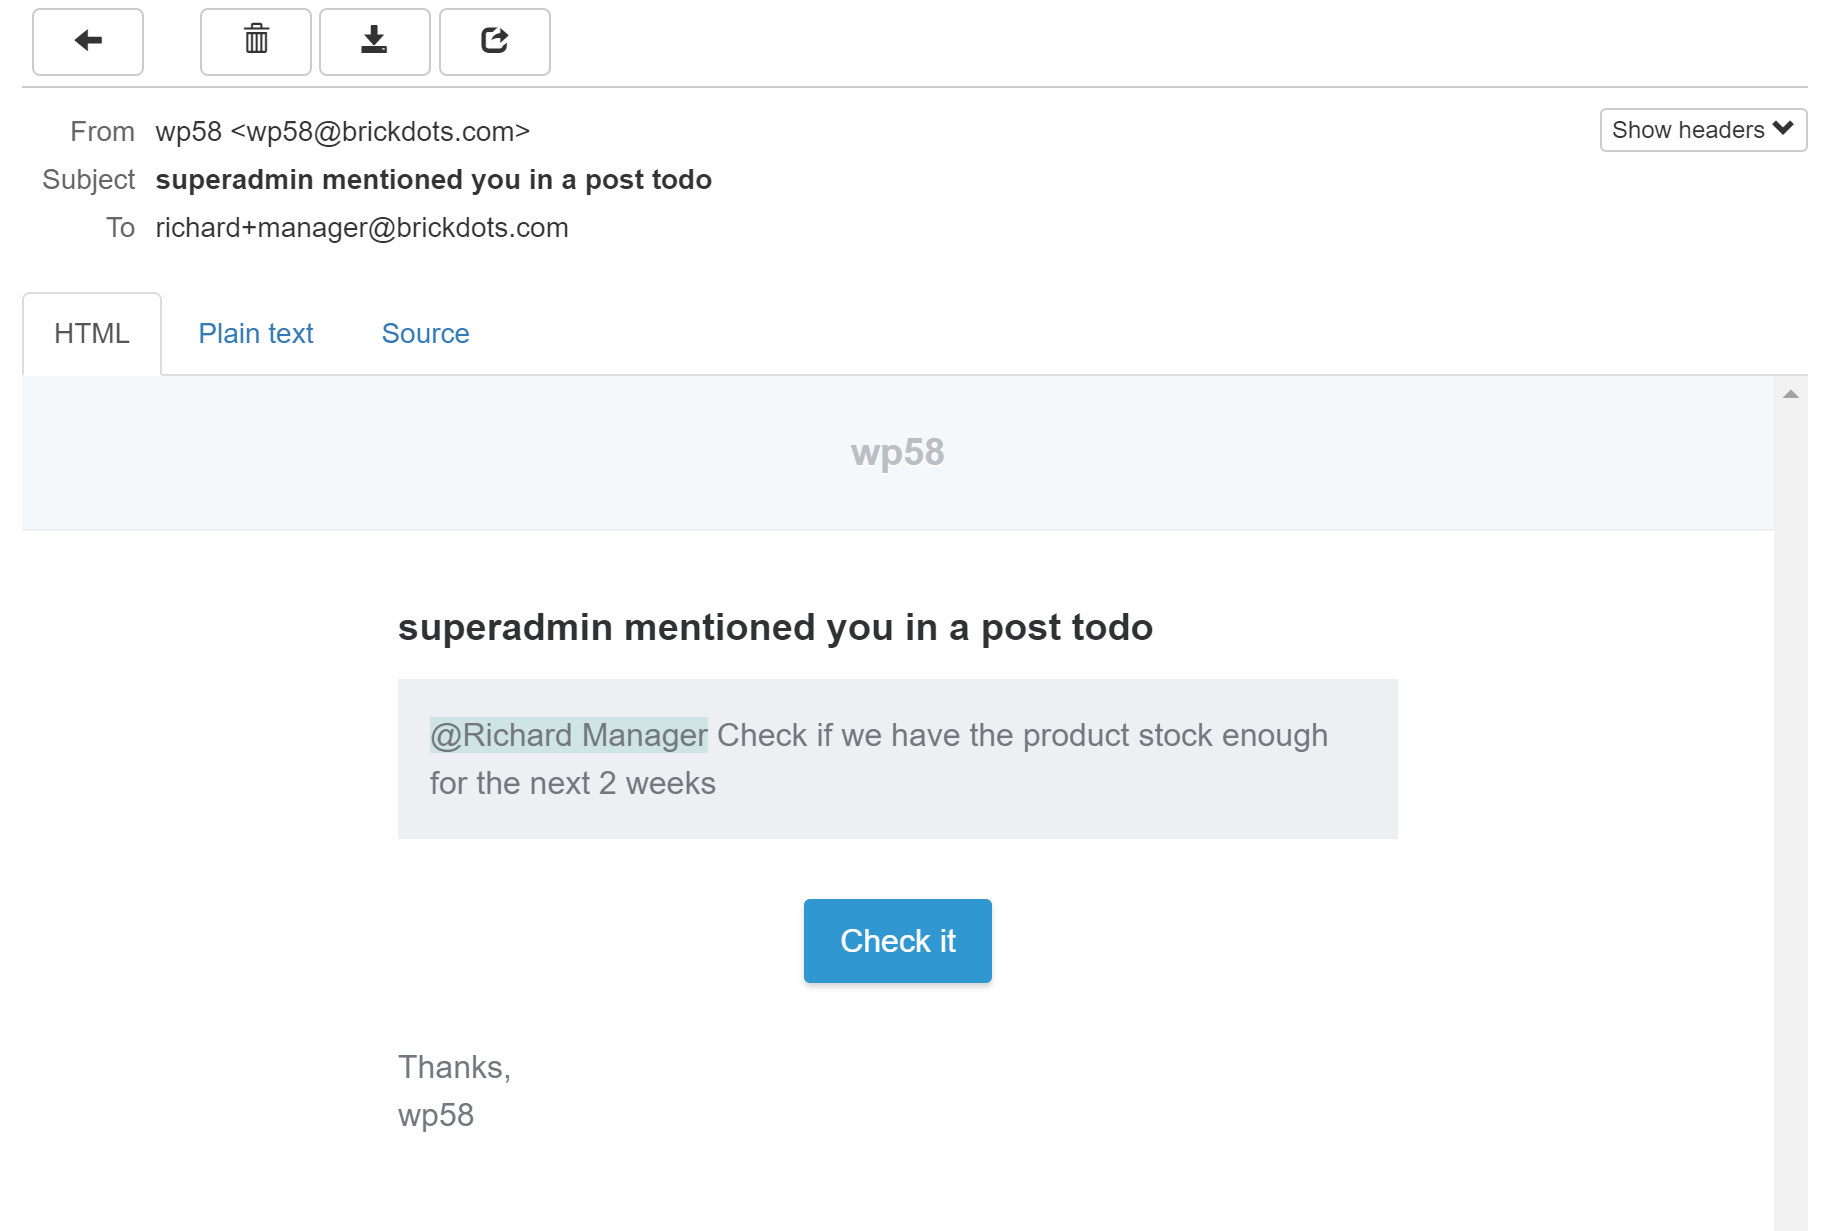 From wp58 <wp58@brickdots.com>
Show headers
Subject superadmin mentioned you in a post todo
To richard+manager@brickdots.com
HTML Plain text Source
wp58
superadmin mentioned you in a post todo
@Richard Manager Check if we have the product stock enough
for the next 2 weeks
Check it
Thanks,
wp58